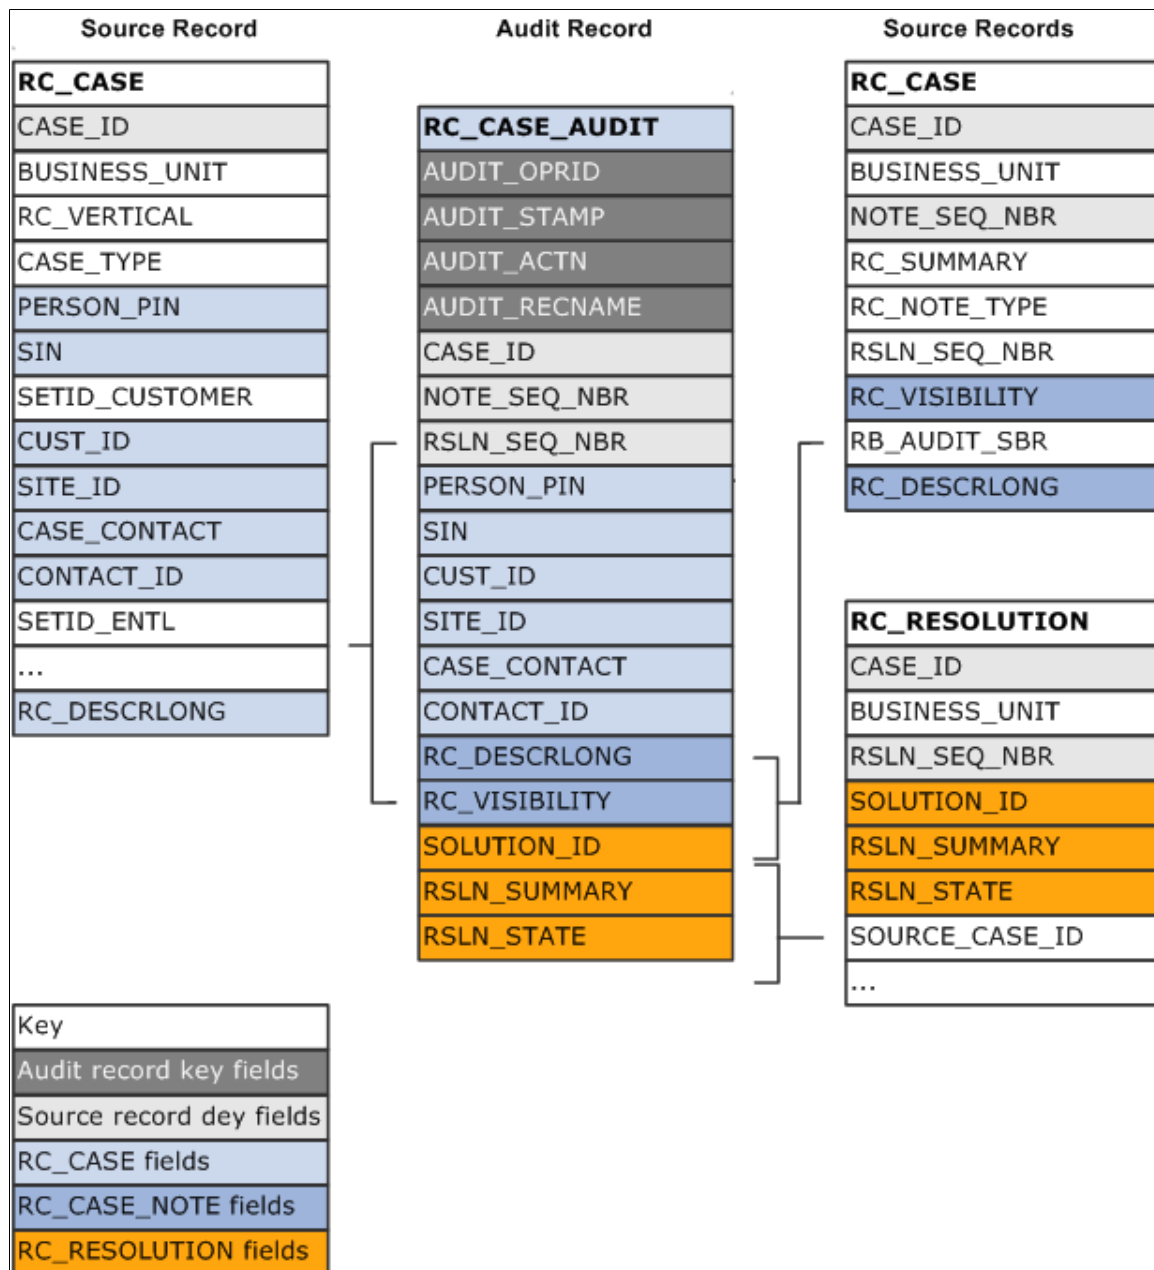 Source Record
RC_CASE
CASE_ID
BUSINESS_UNIT
RC_VERTICAL
CASE_TYPE
PERSON_PIN
SIN
SETID_CUSTOMER
CUST_ID
SITE_ID
CASE_CONTACT
CONTACT_ID
SETID_ENTL
...
RC_DESCRLONG
Audit Record
RC_CASE_AUDIT
AUDIT_OPRID
AUDIT_STAMP
AUDIT_ACTN
AUDIT_RECNAME
CASE_ID
NOTE_SEQ_NBR
RSLN_SEQ_NBR
PERSON_PIN
SIN
CUST_ID
SITE_ID
CASE_CONTACT
CONTACT_ID
RC_DESCRLONG
RC_VISIBILITY
SOLUTION_ID
RSLN_SUMMARY
RSLN_STATE
Source Records
RC_CASE
CASE_ID
BUSINESS_UNIT
NOTE_SEQ_NBR
RC_SUMMARY
RC_NOTE_TYPE
RSLN_SEQ_NBR
RC_VISIBILITY
RB_AUDIT_SBR
RC_DESCRLONG
RC_RESOLUTION
CASE_ID
BUSINESS_UNIT
RSLN_SEQ_NBR
SOLUTION_ID
RSLN_SUMMARY
RSLN_STATE
SOURCE_CASE_ID
...
Key
Audit record key fields
Source record dey fields
RC_CASE fields
RC_CASE_NOTE fields
RC_RESOLUTION fields